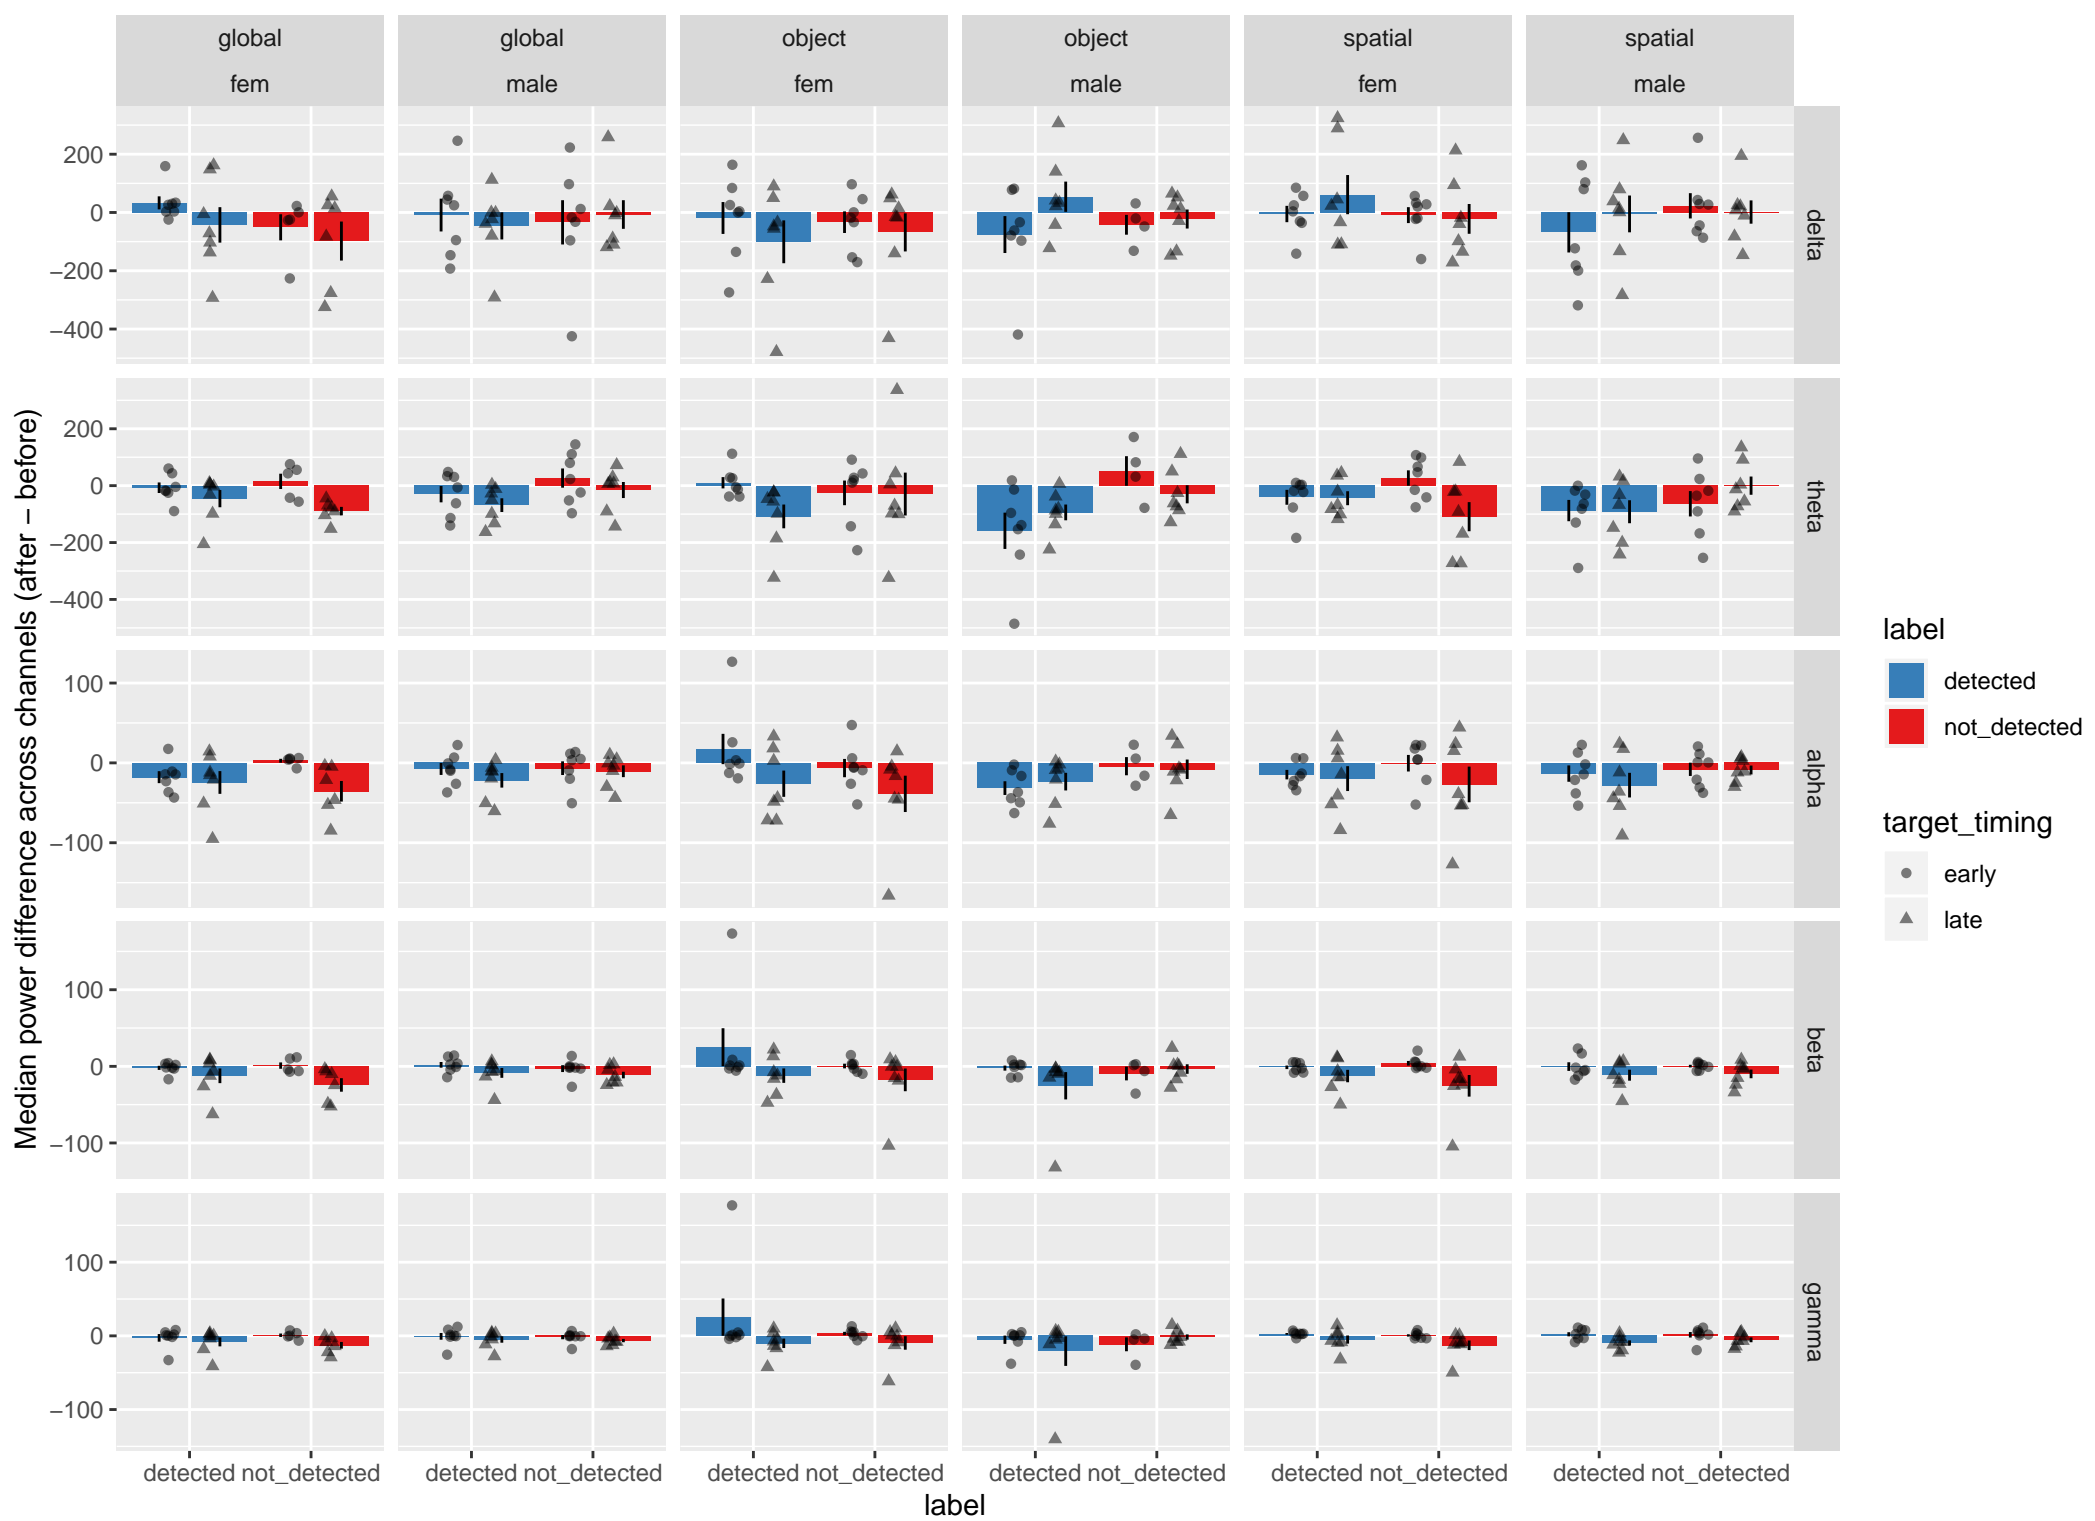 global global object object spatial spatial
fem male fem male fem male
200
0
−200
−400
delta
200
0
−200
−400
theta
100
0
−100
alpha
100
0
−100
beta
100
0
−100
gamma
Median power difference across channels (after − before)
detected not_detected detected not_detected detected not_detected detected not_detected detected not_detected detected not_detected
label
label
detected
not_detected
target_timing
early
late